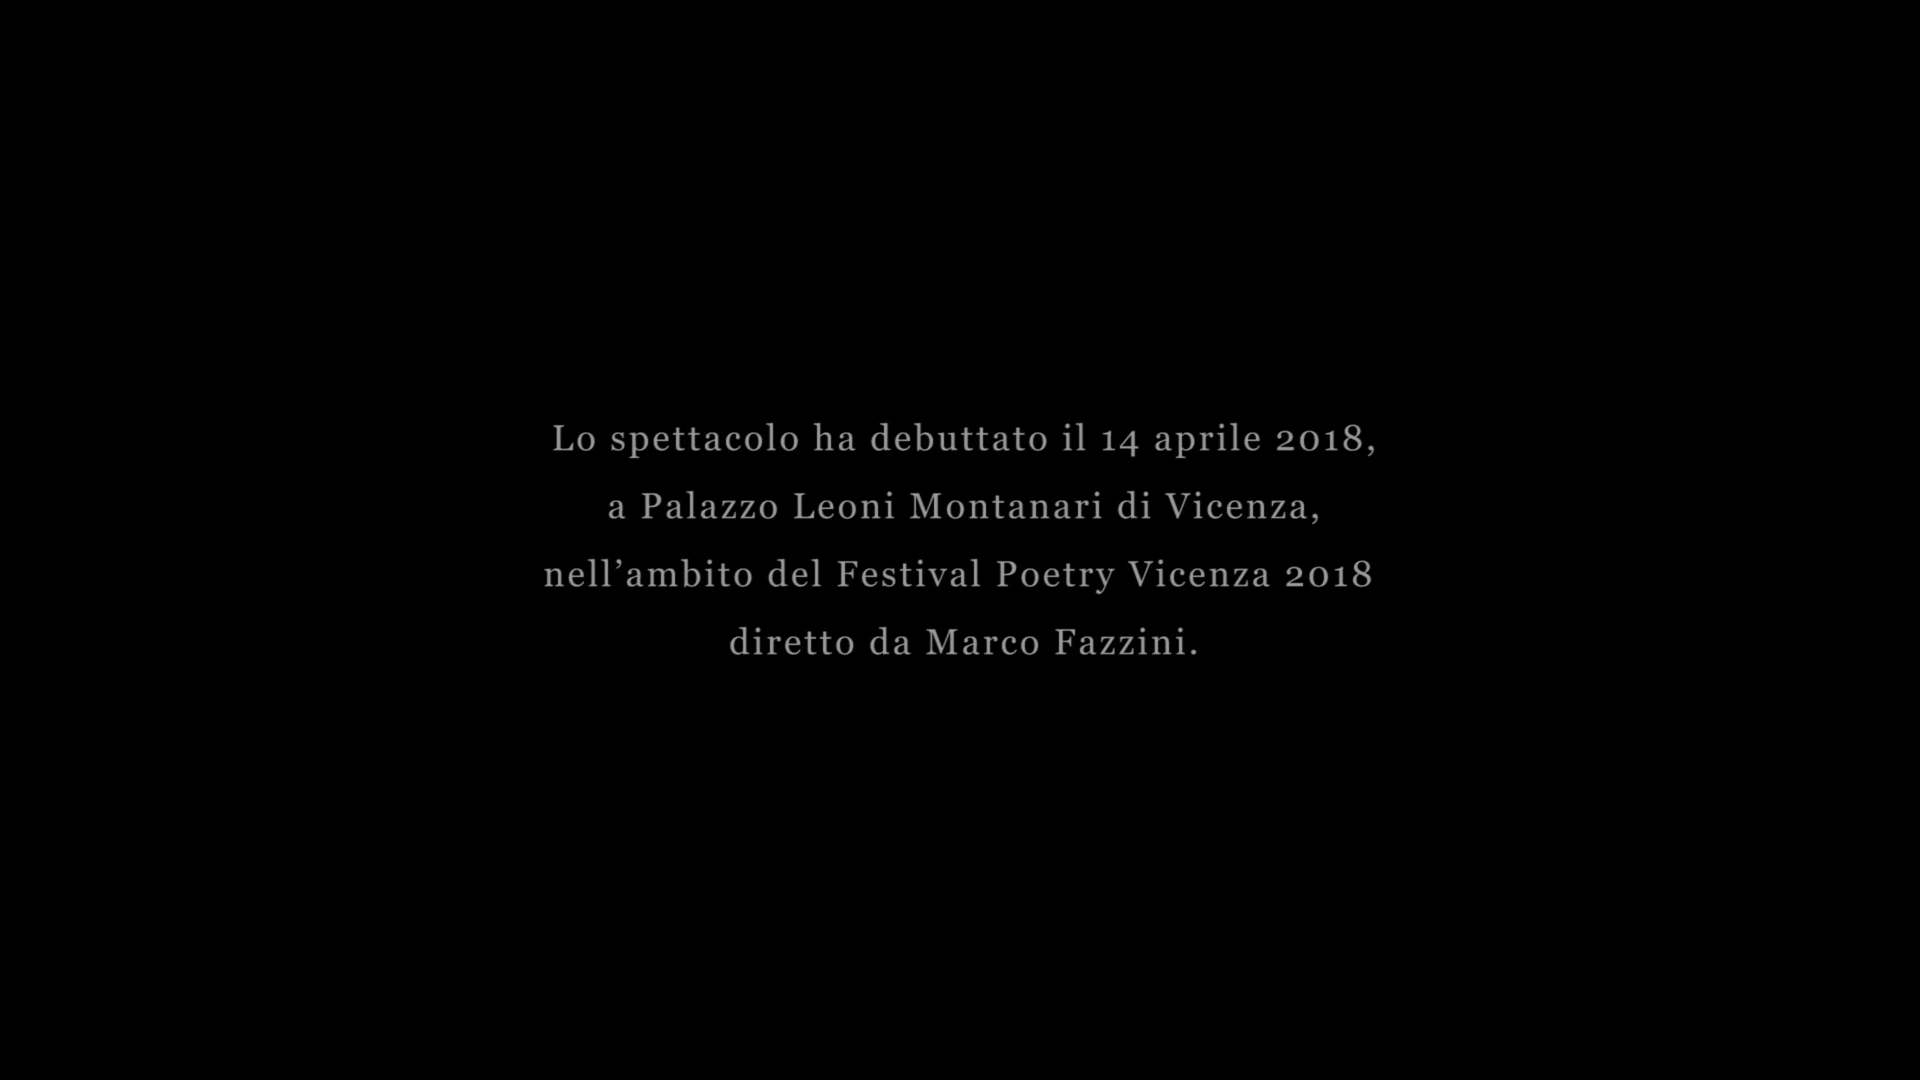 Lo spettacolo ha debuttato il 14 aprile 2018,
a Palazzo Leoni Montanari di Vicenza,
nell’ambito del Festival Poetry Vicenza 2018
diretto da Marco Fazzini.